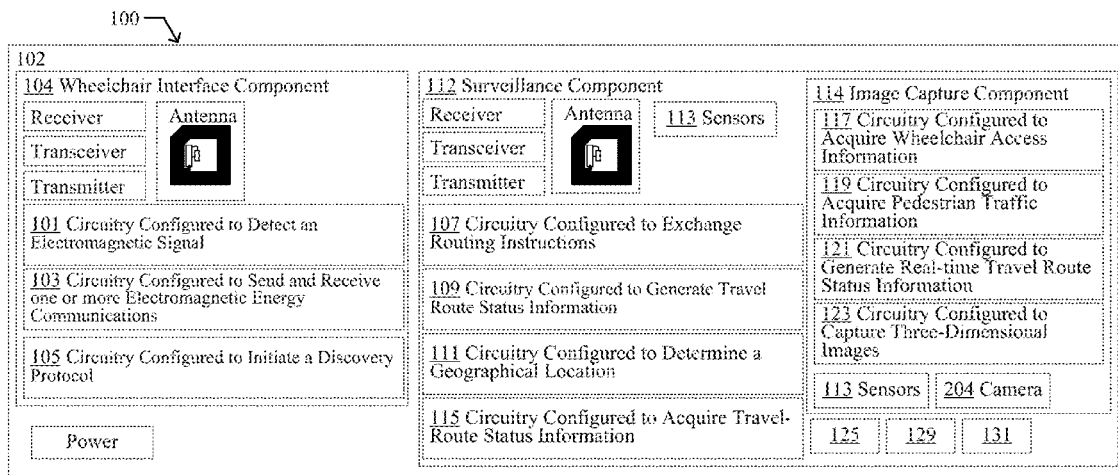 100
102
104 Wheelchair Interface Component
Receiver
Antenna
Transceiver
Transmitter
101 Circuitry Configured to Detect an
Electromagnetic Signal
103 Circuitry Configured to Send and Receive
one or more Electromagnetic Energy
Communications
105 Circuitry Configured to Initiate a Discovery
Protocol
Power
112 Surveillance Component
Receiver
Antenna
113 Sensors
Transceiver
Transmitter
107 Circuitry Configured to Exchange
Routing Instructions
109 Circuitry Configured to Generate Travel
Route Status Information
111 Circuitry Configured to Determine a
Geographical Location
115 Circuitry Configured to Acquire Travel-
Route Status Information
114 Image Capture Component
117 Circuitry Configured to
Acquire Wheelchair Access
Information
119 Circuitry Configured to
Acquire Pedestrian Traffic
Information
121 Circuitry Configured to
Generate Real-time Travel Route
Status Information
123 Circuitry Configured to
Capture Three-Dimensional
Images
113 Sensors
204 Camera
125
129
131